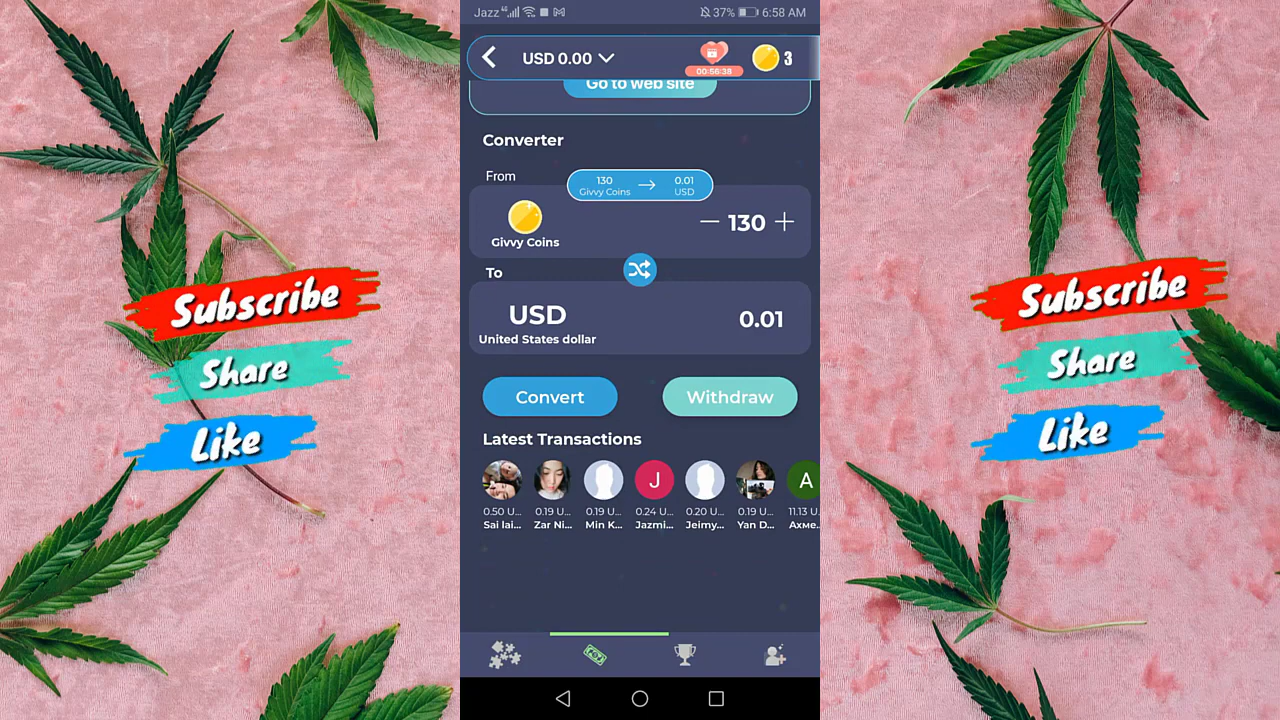 Jazz 4G
37%
6:58 AM
USD 0.00
00:56:38
3
Go to web site
Converter
From
130
0.01
Givvy Coins
USD
130
Givvy Coins
To
USD
0.01
United States dollar
Convert
Withdraw
Latest Transactions
J
A
0.50 U... 0.19 U... 0.19 U... 0.24 U... 0.20 U... 0.19 U... 11.13 U
Sai lai... Zar Ni... Min K... Jazmi... Jeimy... Yan D... Ахме..
Subscribe
Share
Like
Subscribe
Share
Like